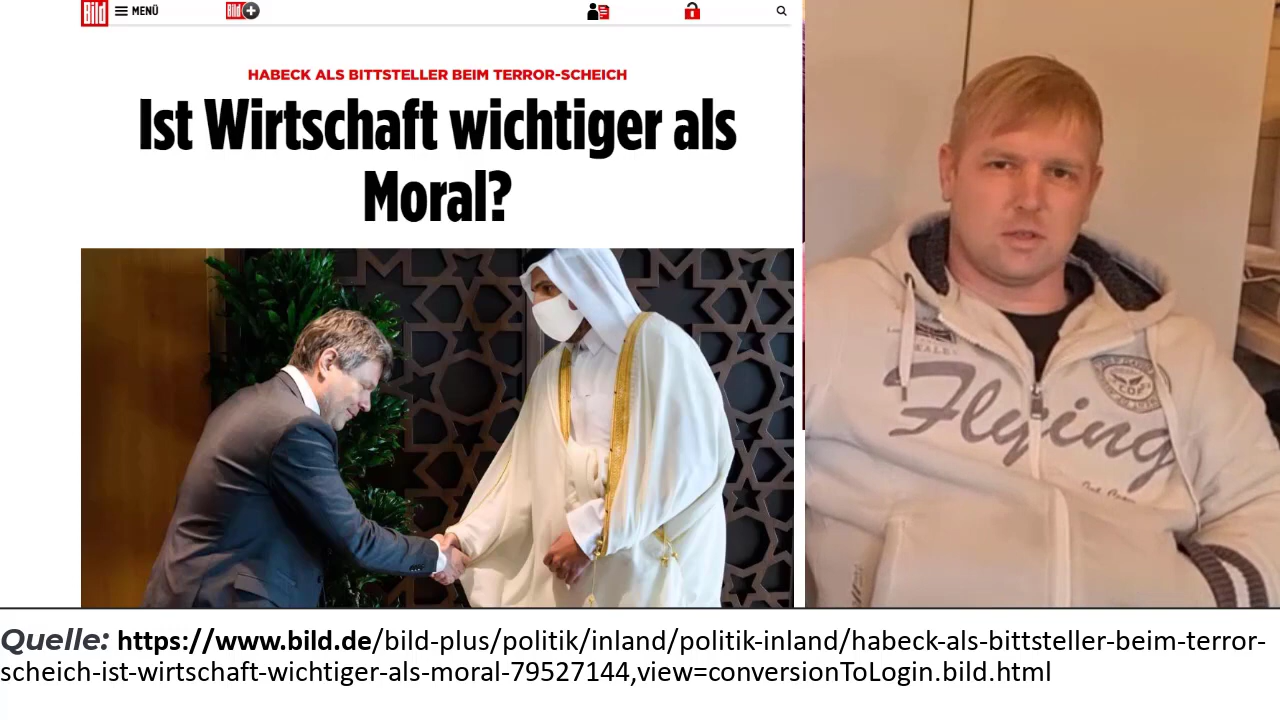 Bild
MENÜ
Bild+
HABECK ALS BITTSTELLER BEIM TERROR-SCHEICH
Ist Wirtschaft wichtiger als
Moral?
Flying
Quelle: https://www.bild.de/bild-plus/politik/inland/politik-inland/habeck-als-bittsteller-beim-terror-
scheich-ist-wirtschaft-wichtiger-als-moral-79527144,view=conversionToLogin.bild.html